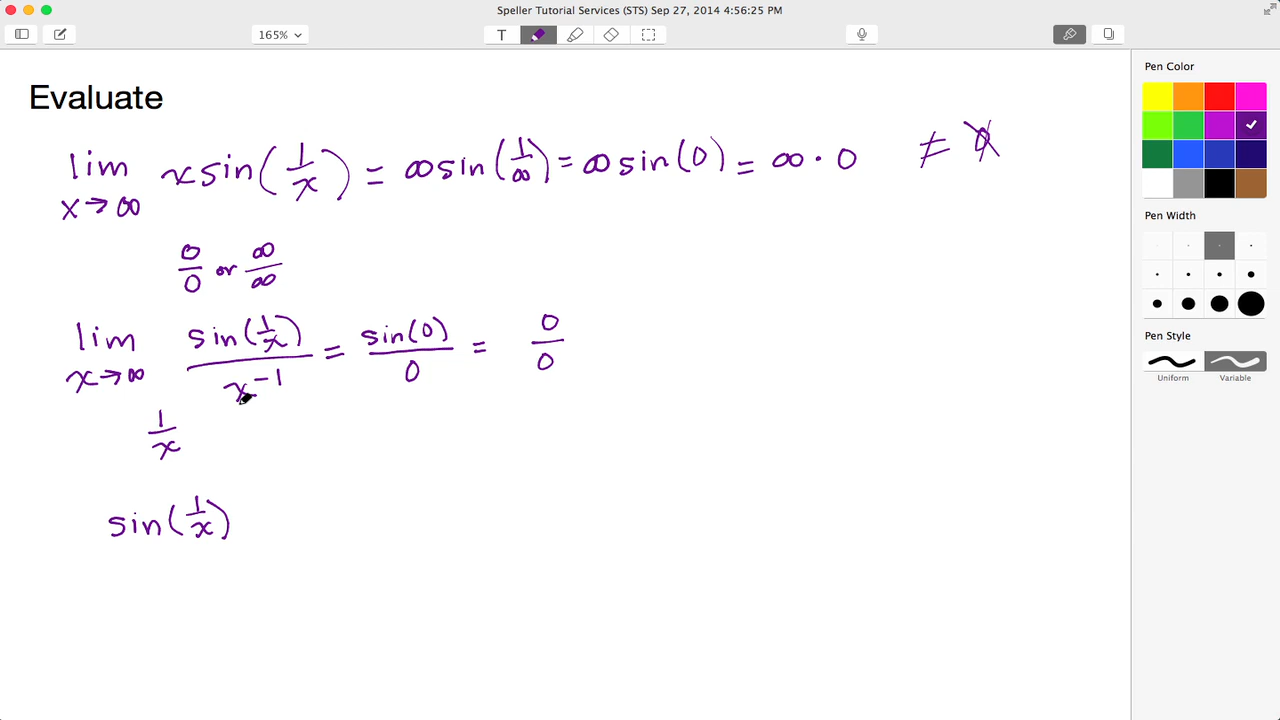 Speller Tutorial Services (STS) Sep 27, 2014 4:56:25 PM
165%
T
Pen Color
Evaluate
lim x→∞ x sin(1/x) = ∞ sin(1/∞) = ∞ sin(0) = ∞ · 0 ≠ 0
0/0 or ∞/∞
lim x→∞ sin(1/x)/x⁻¹ = sin(0)/0 = 0/0
1/x
sin(1/x)
Pen Width
Pen Style
Uniform Variable